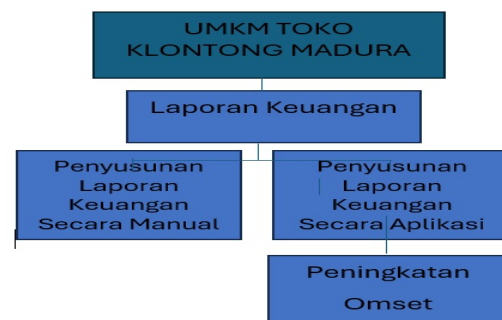 UMKM TOKO
KLONTONG MADURA
Laporan Keuangan
Penyusunan
Laporan
Keuangan
Secara Manual
Penyusunan
Laporan
Keuangan
Secara Aplikasi
Peningkatan
Omset